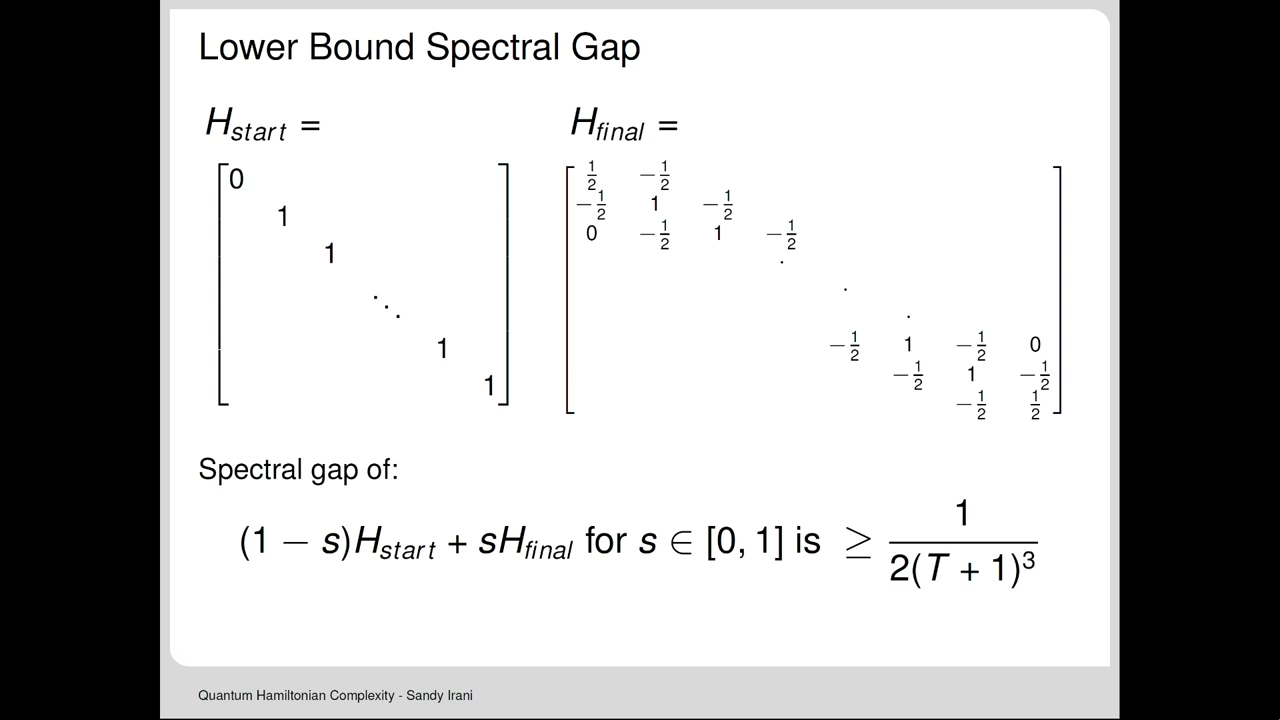 Lower Bound Spectral Gap
H_start = H_final =
0
1
1
⋱
1
1
1/2 −1/2
−1/2 1 −1/2
0 −1/2 1 −1/2
. . .
−1/2 1 −1/2 0
−1/2 1 −1/2
−1/2 1/2
Spectral gap of:
(1 − s)H_start + sH_final for s ∈ [0, 1] is ≥ 1/2(T + 1)³
Quantum Hamiltonian Complexity - Sandy Irani